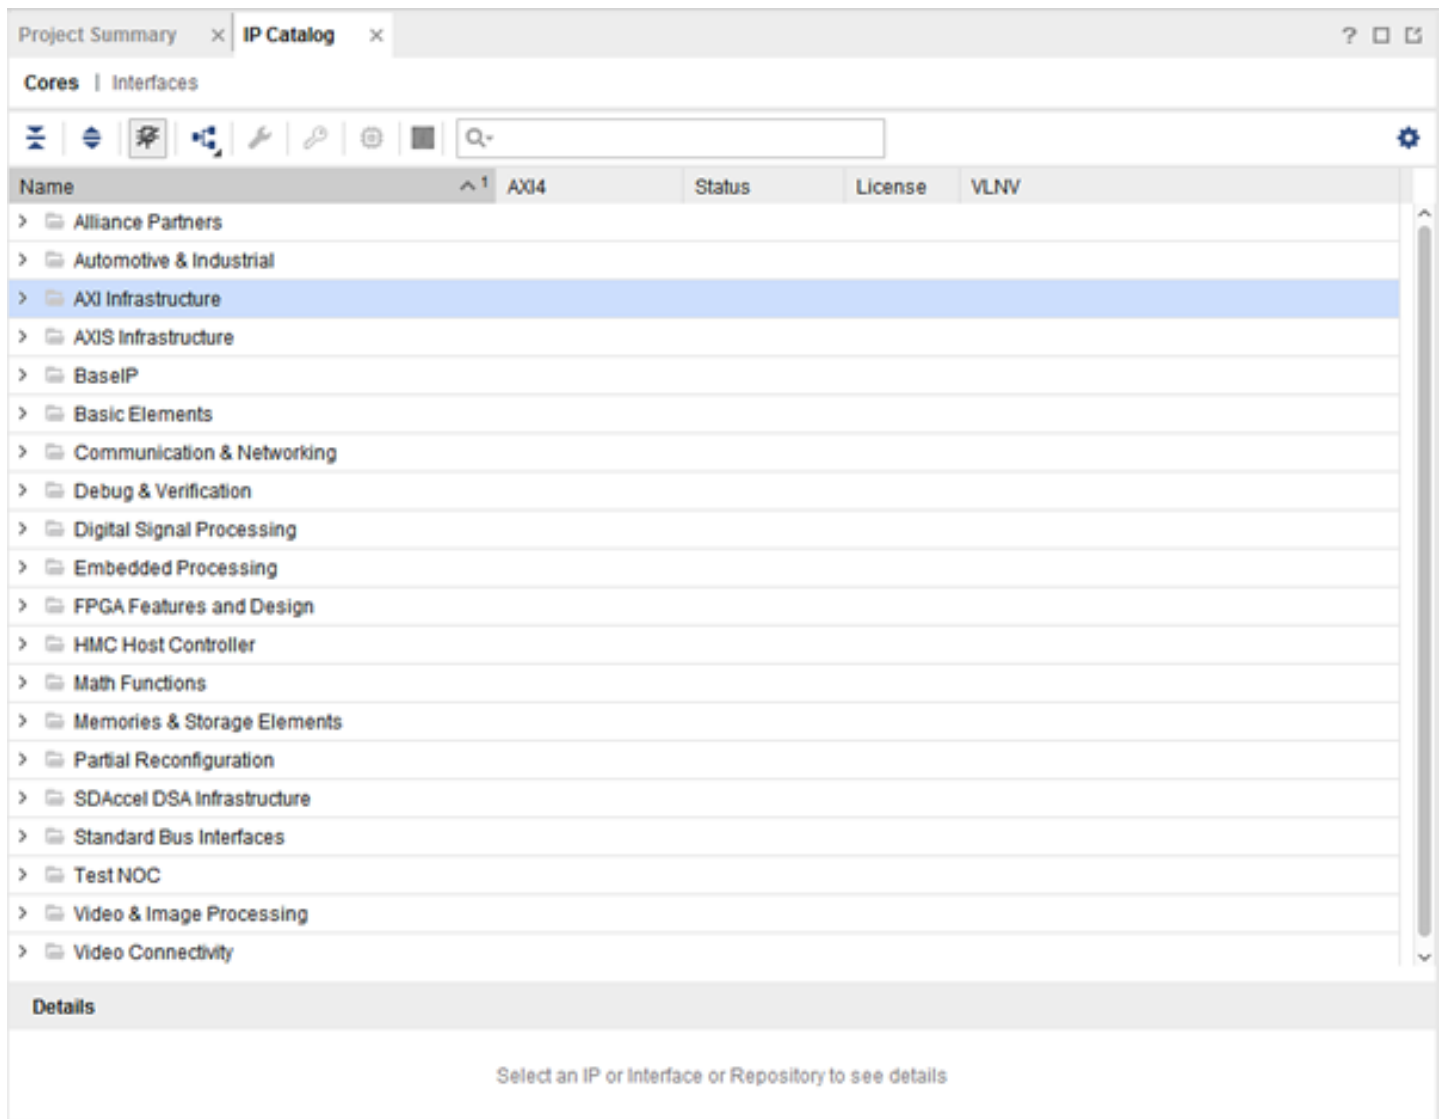 Project Summary IP Catalog
Cores | Interfaces
Name 1 AXI4 Status License VLNV
Alliance Partners
Automotive & Industrial
AXI Infrastructure
AXIS Infrastructure
BaseIP
Basic Elements
Communication & Networking
Debug & Verification
Digital Signal Processing
Embedded Processing
FPGA Features and Design
HMC Host Controller
Math Functions
Memories & Storage Elements
Partial Reconfiguration
SDAccel DSA Infrastructure
Standard Bus Interfaces
Test NOC
Video & Image Processing
Video Connectivity
Details
Select an IP or Interface or Repository to see details